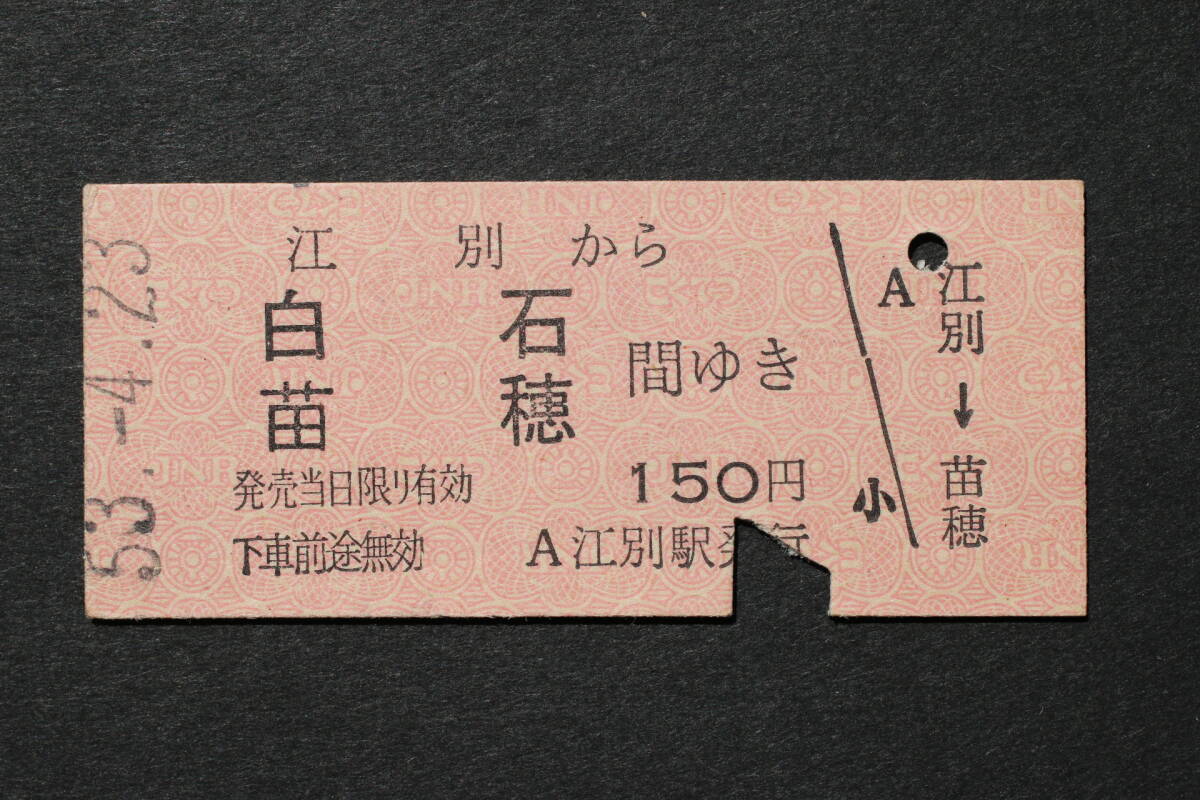 53.-4.23
江別から
白石
苗穂
間ゆき
発売当日限り有効
150円
下車前途無効
A江別駅発行
A
江別→苗穂
小